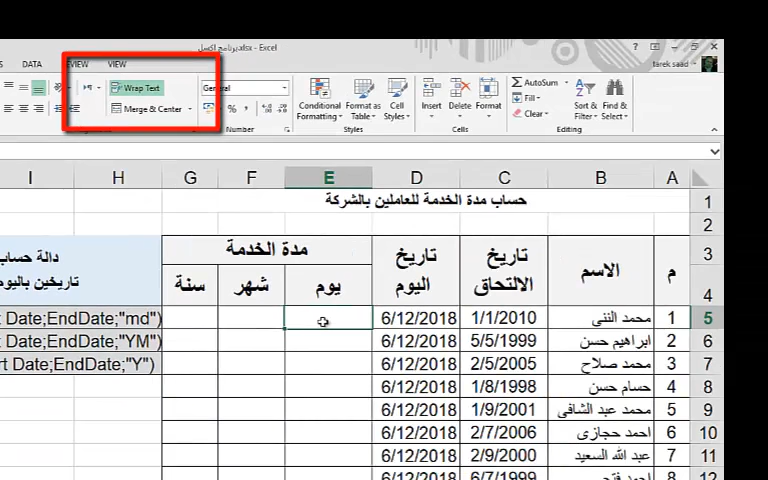 برنامج اكسل.xlsx - Excel
DATA
VIEW
tarek saad
Wrap Text
Merge & Center
General
%
Number
Conditional Formatting
Format as Table
Cell Styles
Styles
Insert
Delete
Format
Cells
AutoSum
Fill
Clear
Sort & Filter
Find & Select
Editing
I H G F E D C B A
1 حساب مدة الخدمة للعاملين بالشركة
2
3 م الاسم تاريخ الالتحاق تاريخ اليوم مدة الخدمة
4 يوم شهر سنة
دالة حساب
تاريخين باليوم
5 1 محمد الننى 1/1/2010 6/12/2018 t Date;EndDate;"md")
6 2 ابراهيم حسن 5/5/1999 6/12/2018 t Date;EndDate;"YM")
7 3 محمد صلاح 2/5/2005 6/12/2018 rt Date;EndDate;"Y")
8 4 حسام حسن 1/8/1998 6/12/2018
9 5 محمد عبد الشافى 1/9/2001 6/12/2018
10 6 احمد حجازى 2/7/2006 6/12/2018
11 7 عبد الله السعيد 2/9/2000 6/12/2018
12 8 احمد فتحى 6/7/1999 6/12/2018